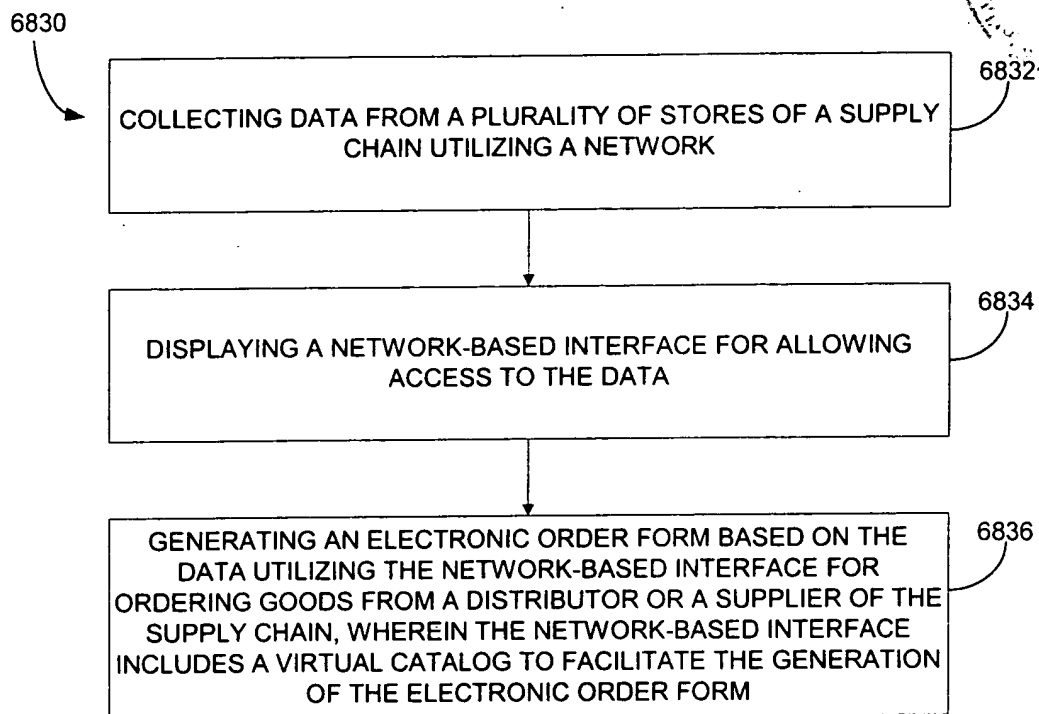 6830
6832
COLLECTING DATA FROM A PLURALITY OF STORES OF A SUPPLY
CHAIN UTILIZING A NETWORK
6834
DISPLAYING A NETWORK-BASED INTERFACE FOR ALLOWING
ACCESS TO THE DATA
6836
GENERATING AN ELECTRONIC ORDER FORM BASED ON THE
DATA UTILIZING THE NETWORK-BASED INTERFACE FOR
ORDERING GOODS FROM A DISTRIBUTOR OR A SUPPLIER OF THE
SUPPLY CHAIN, WHEREIN THE NETWORK-BASED INTERFACE
INCLUDES A VIRTUAL CATALOG TO FACILITATE THE GENERATION
OF THE ELECTRONIC ORDER FORM